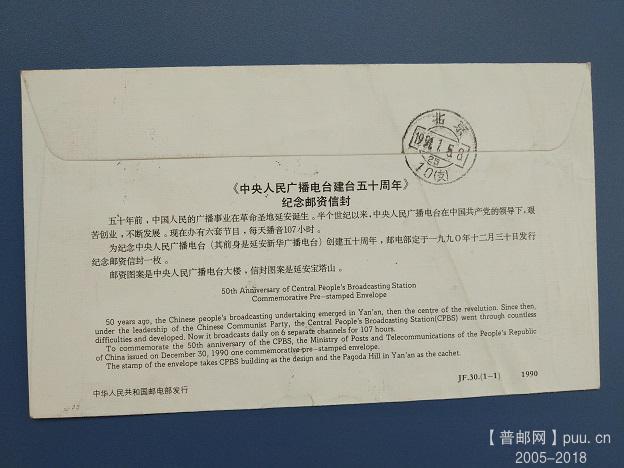 北京
25
10(支)
《中央人民广播电台建台五十周年》
纪念邮资信封
五十年前，中国人民的广播事业在革命圣地延安诞生。半个世纪以来，中央人民广播电台在中国共产党的领导下，艰
苦创业，不断发展。现在办有六套节目，每天播音107小时。
为纪念中央人民广播电台（其前身是延安新华广播电台）创建五十周年，邮电部定于一九九〇年十二月三十日发行
纪念邮资信封一枚。
邮资图案是中央人民广播电台大楼，信封图案是延安宝塔山。
50th Anniversary of Central People's Broadcasting Station
Commemorative Pre-stamped Envelope
50 years ago, the Chinese people's broadcasting undertaking emerged in Yan'an, then the centre of the revelution. Since then,
under the leadership of the Chinese Communist Party, the Central People's Broadcasting Station(CPBS) went through countless
difficulties and developed. Now it broadcasts daily on 6 separate channels for 107 hours.
To commemorate the 50th anniversary of the CPBS, the Ministry of Posts and Telecommunications of the People's Republic
of China issued on December 30, 1990 one commemorative pre-stamped envelope.
The stamp of the envelope takes CPBS building as the design and the Pagoda Hill in Yan'an as the cachet.
中华人民共和国邮电部发行
JF.30.(1-1) 1990
【普邮网】puu.cn
2005-2018